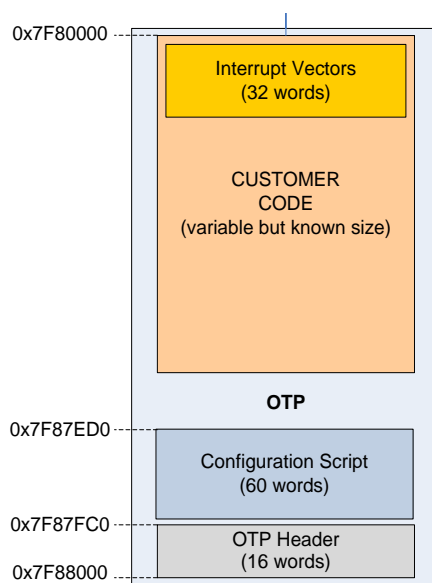 0x7F80000
Interrupt Vectors
(32 words)
CUSTOMER
CODE
(variable but known size)
OTP
0x7F87ED0
Configuration Script
(60 words)
0x7F87FC0
OTP Header
(16 words)
0x7F88000